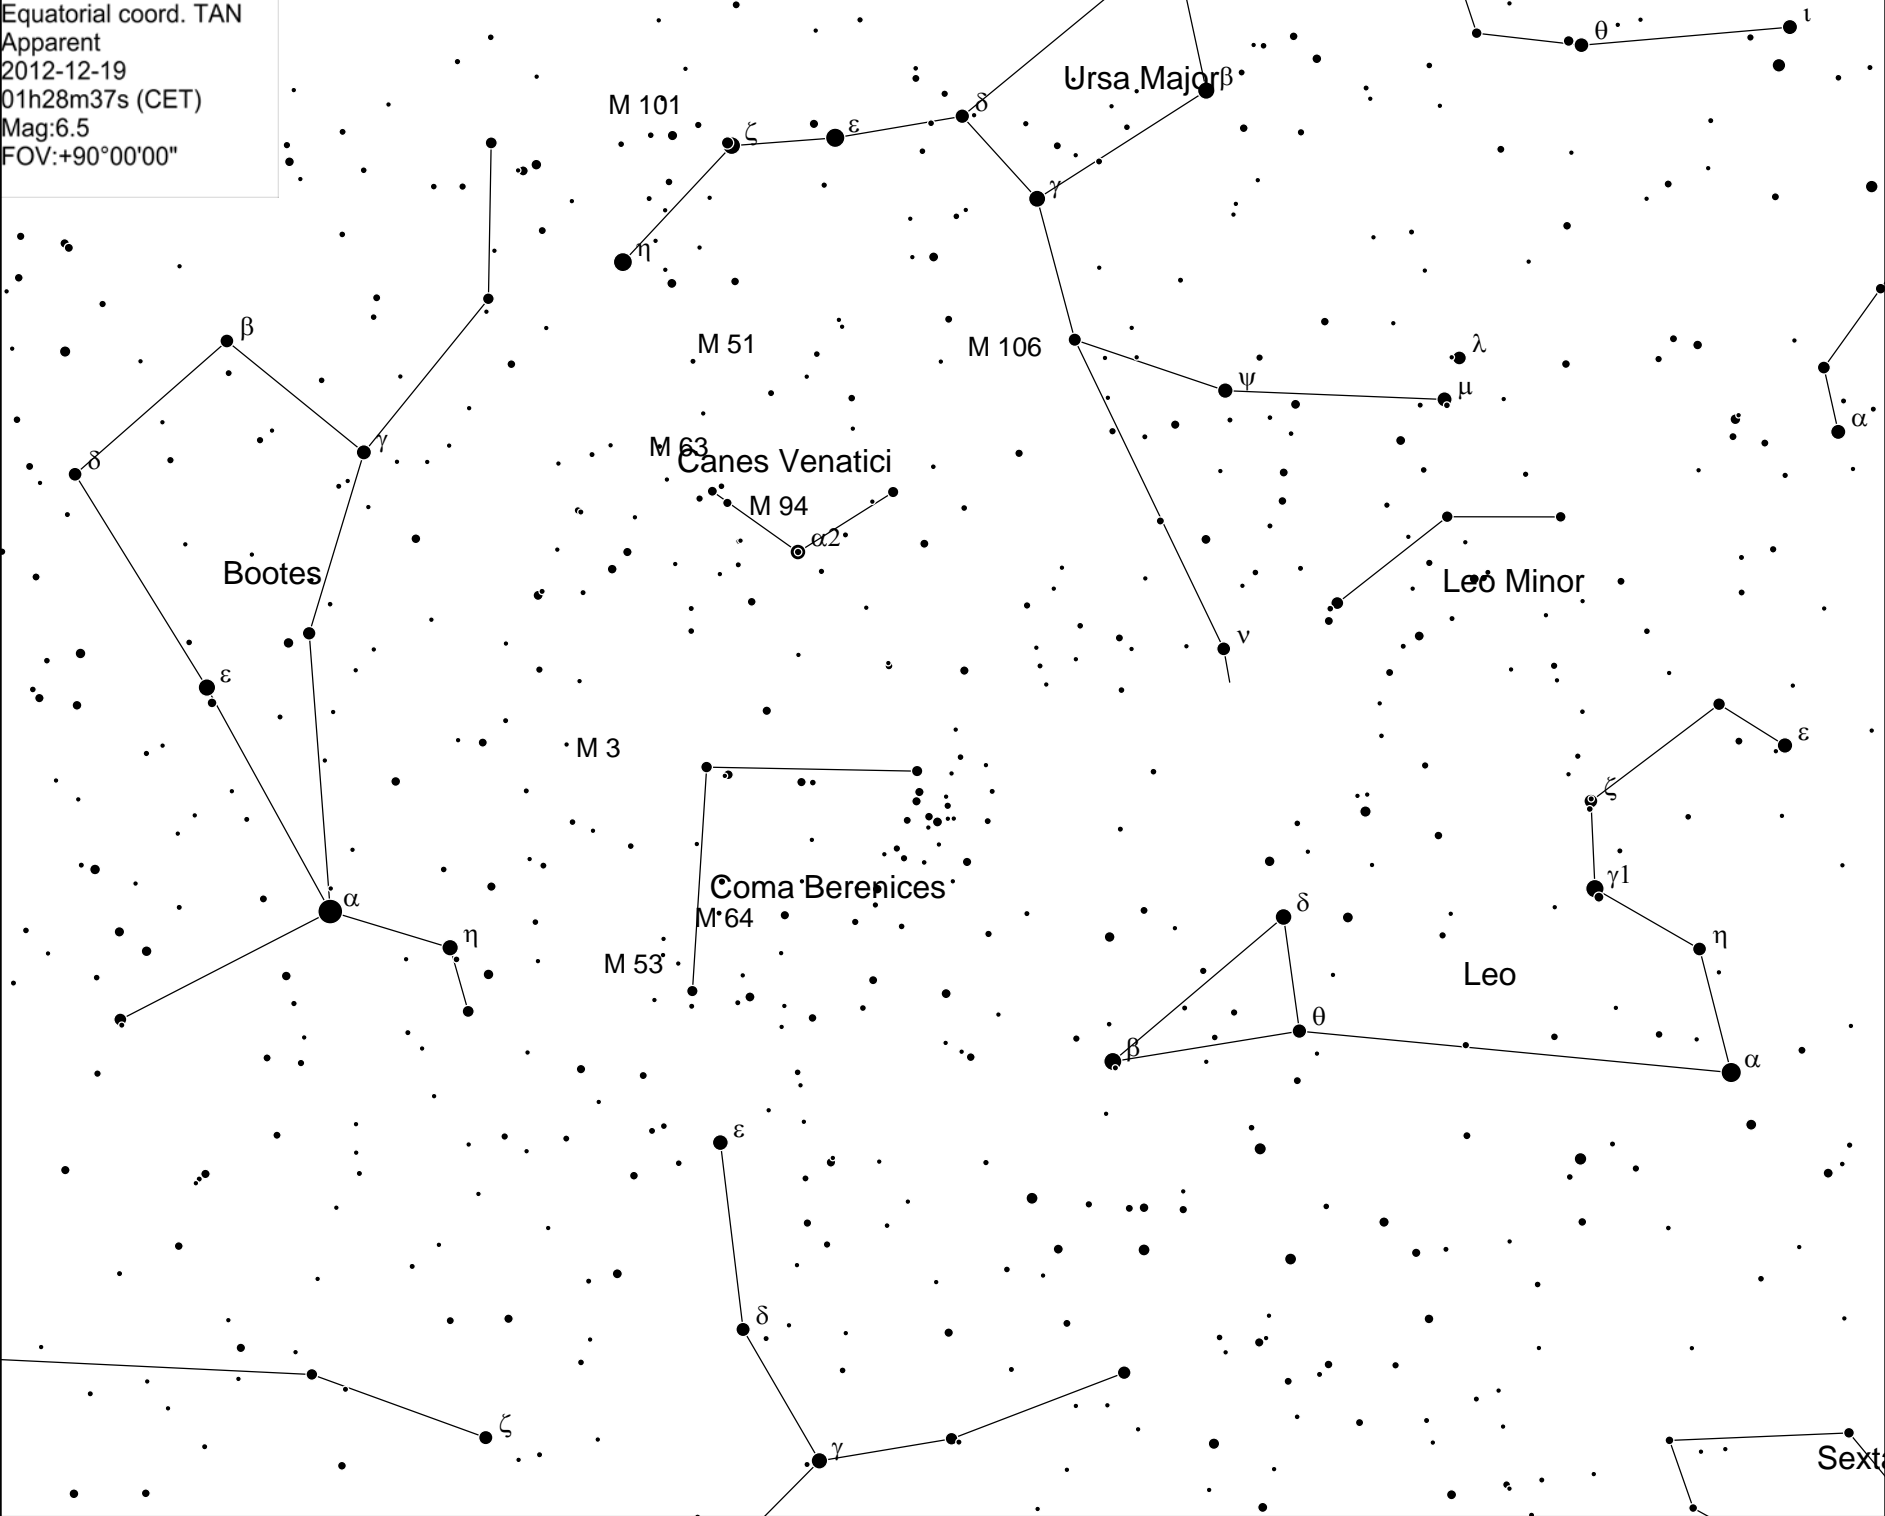 Equatorial coord. TAN
Apparent
2012-12-19
01h28m37s (CET)
Mag:6.5
FOV:+90°00'00"
ι
θ
Ursa Major
β
M 101
δ
ζ
ε
γ
η
β
M 51
M 106
λ
ψ
μ
α
γ
M 63
δ
Canes Venatici
M 94
α2
Bootes
Leo Minor
ν
ε
M 3
ε
ζ
Coma Berenices
γ1
α
M 64
δ
η
η
M 53
Leo
θ
β
α
ε
δ
ζ
γ
Sexta